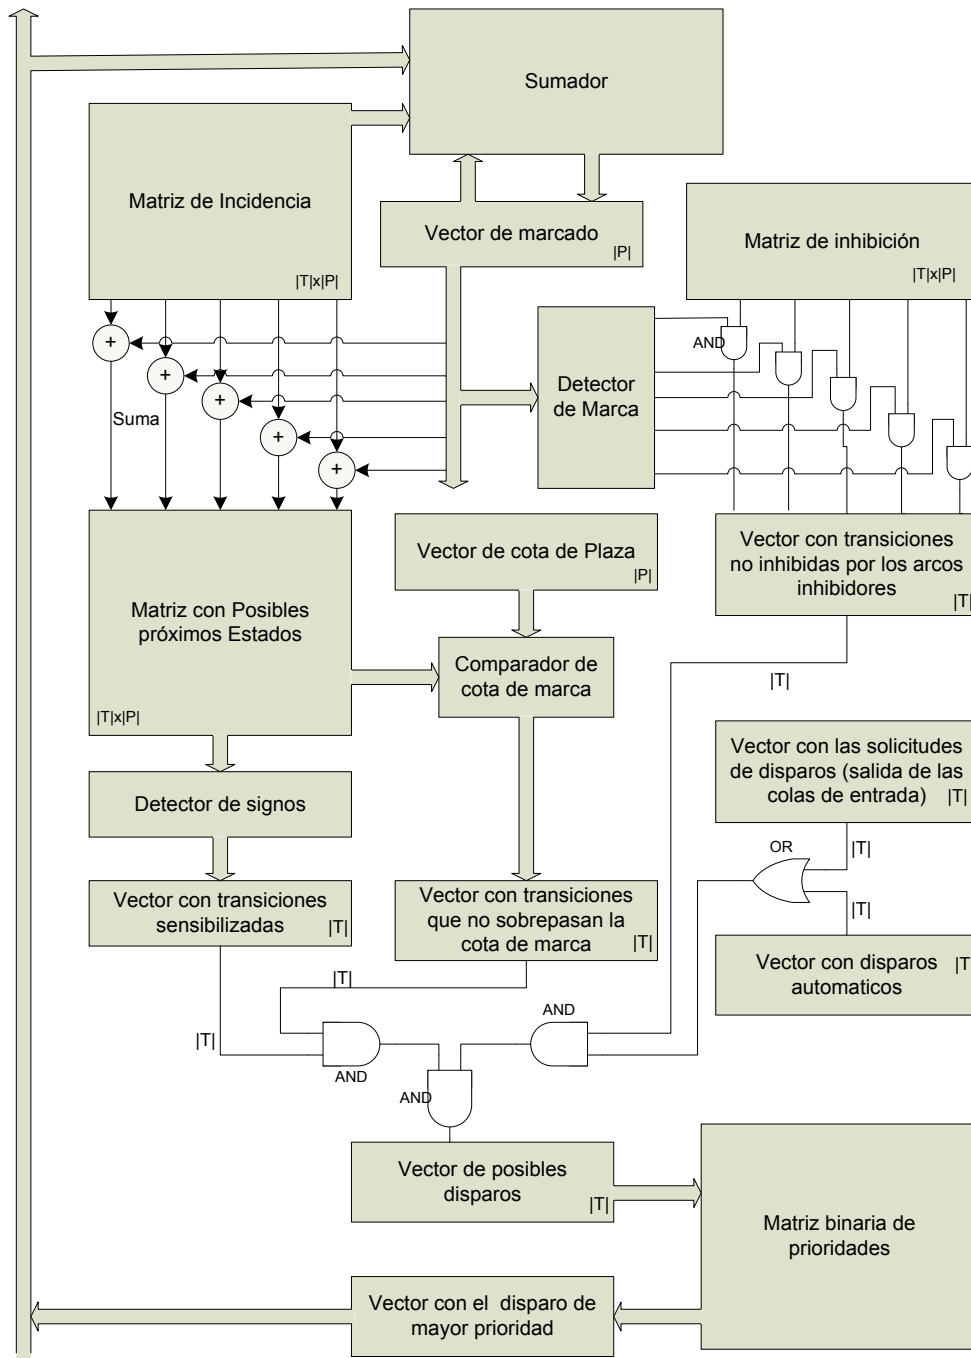 Sumador
Matriz de Incidencia
|T|x|P|
Vector de marcado
|P|
Matriz de inhibición
|T|x|P|
AND
Detector
de Marca
+
+
+
+
+
Suma
Vector de cota de Plaza
|P|
Vector con transiciones
no inhibidas por los arcos
inhibidores
|T|
Matriz con Posibles
próximos Estados
|T|x|P|
Comparador de
cota de marca
|T|
Vector con las solicitudes
de disparos (salida de las
colas de entrada)
|T|
Detector de signos
OR
|T|
Vector con transiciones
sensibilizadas
|T|
Vector con transiciones
que no sobrepasan la
cota de marca
|T|
|T|
Vector con disparos
automaticos
|T
|T|
|T|
AND
AND
AND
Vector de posibles
disparos
|T|
Matriz binaria de
prioridades
Vector con el disparo de
mayor prioridad